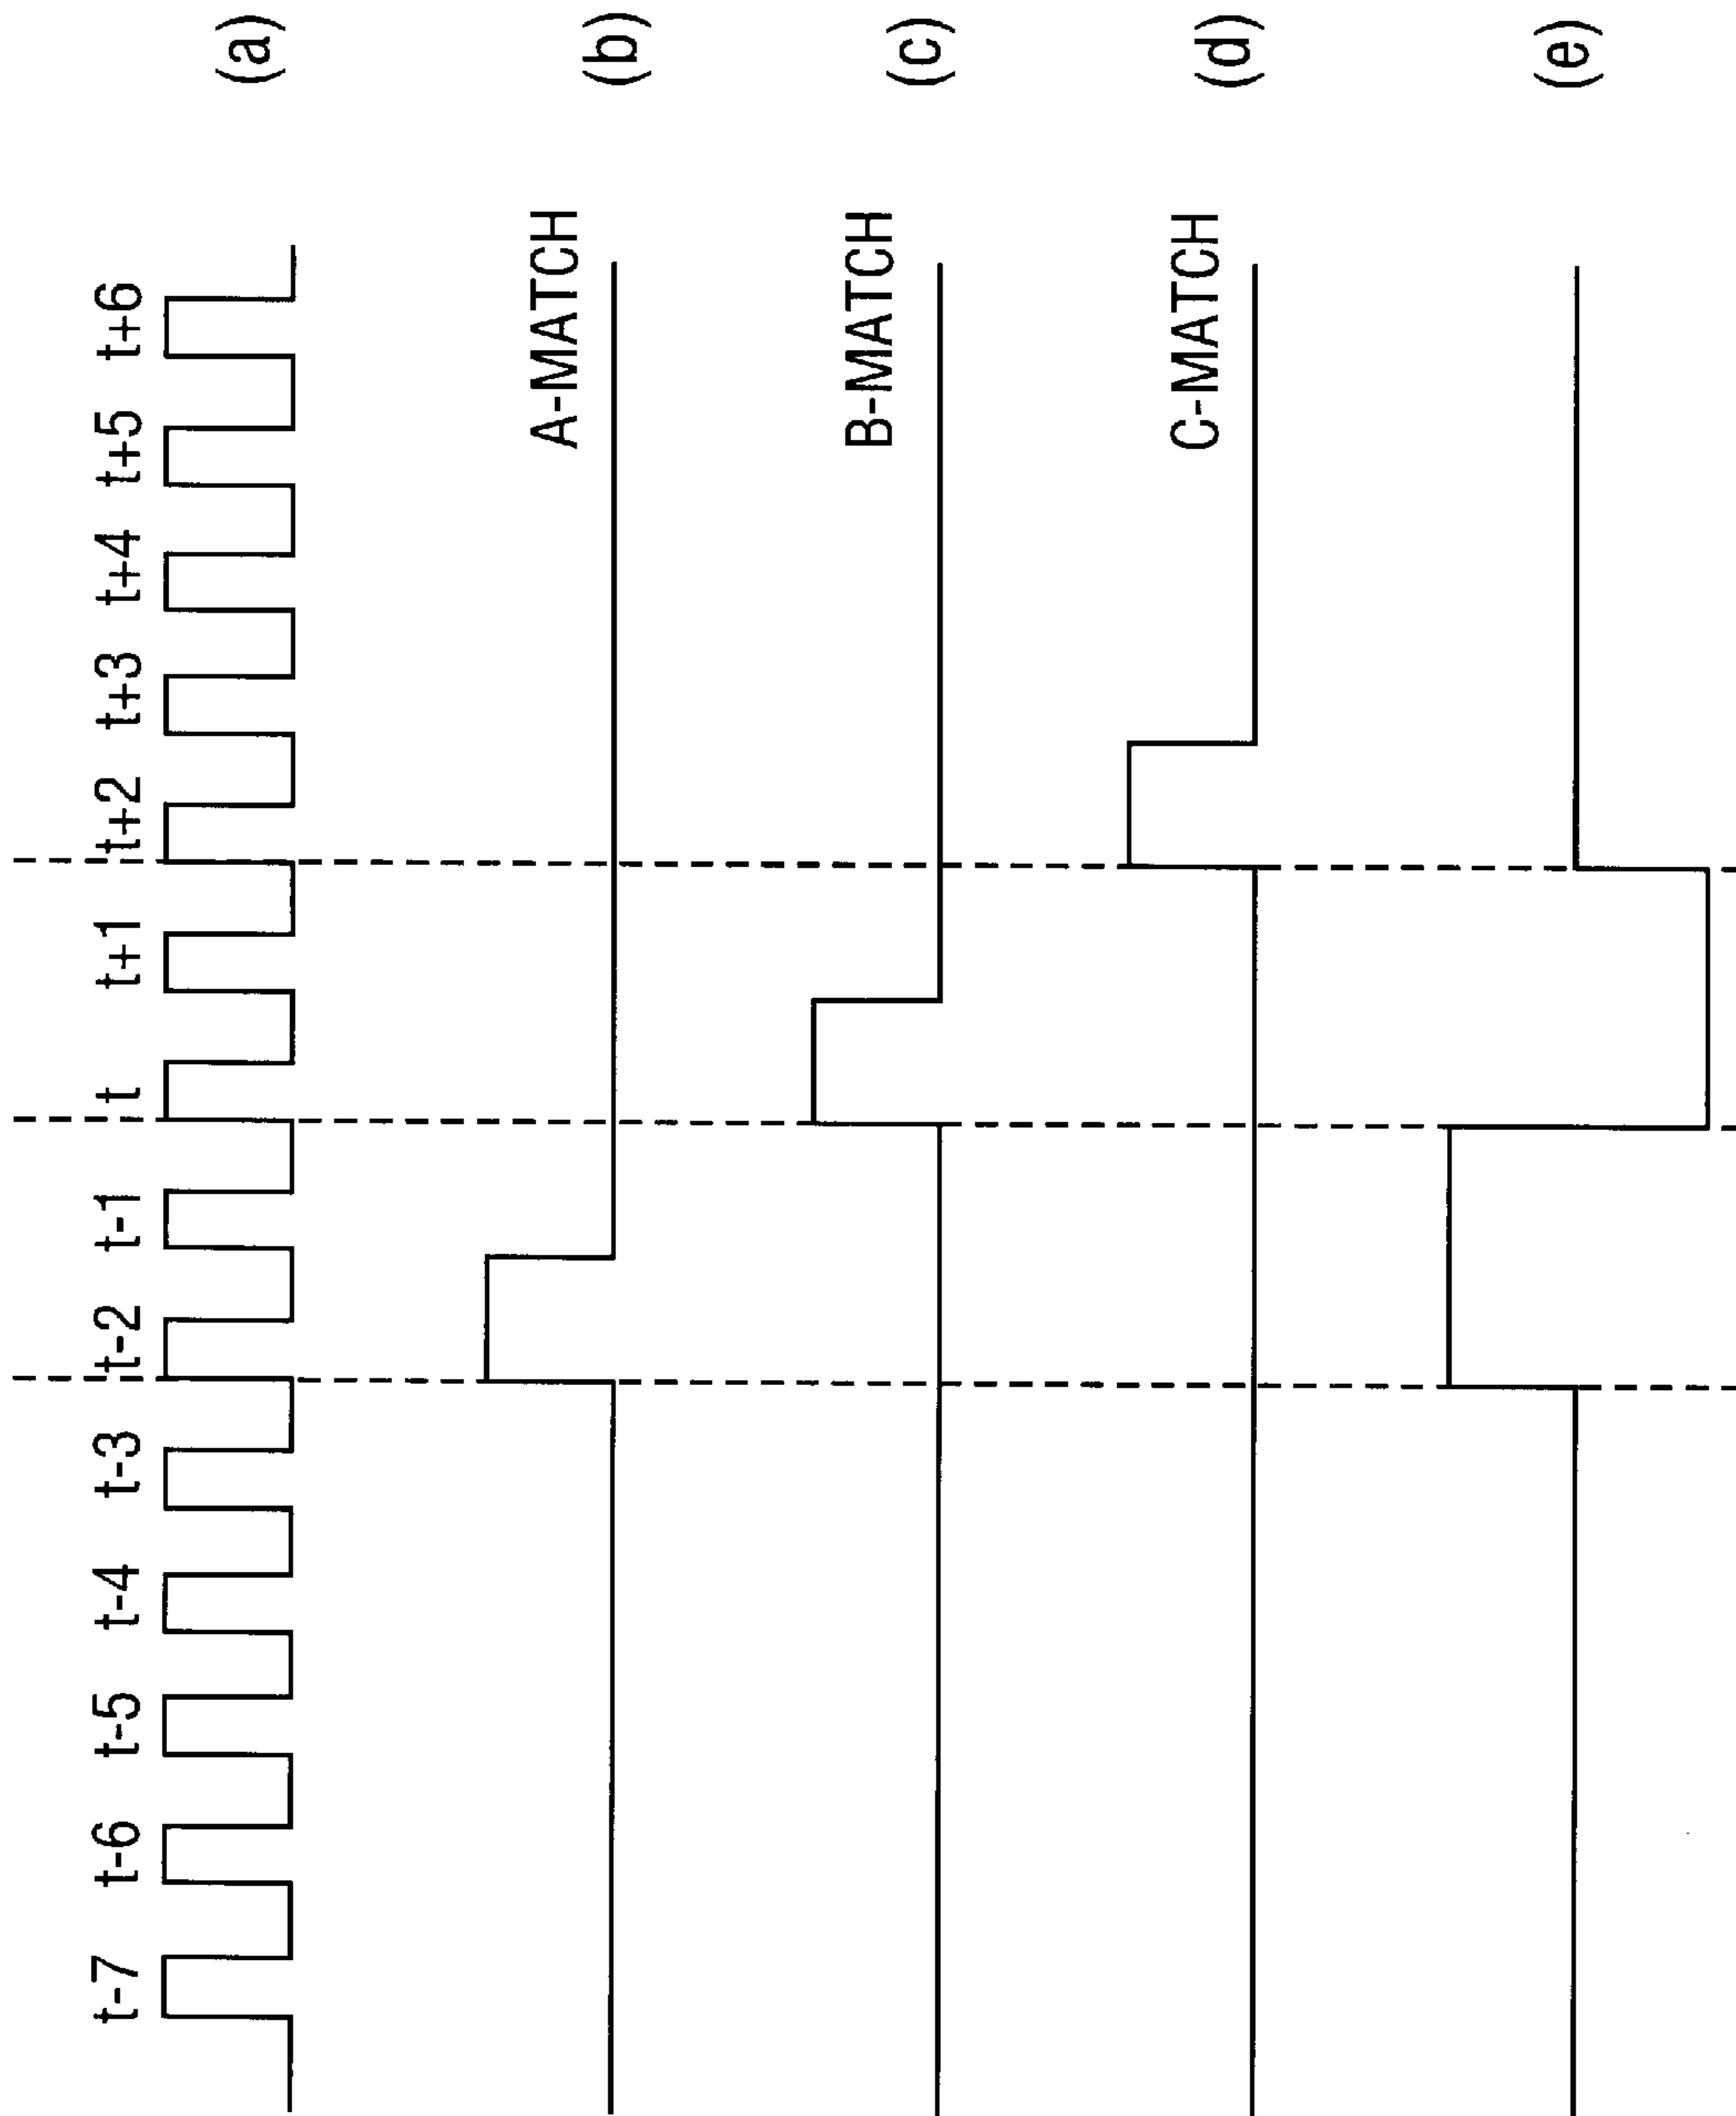 t-7 t-6 t-5 t-4 t-3 t-2 t-1 t t+1 t+2 t+3 t+4 t+5 t+6
(a)
A-MATCH
(b)
B-MATCH
(c)
C-MATCH
(d)
(e)